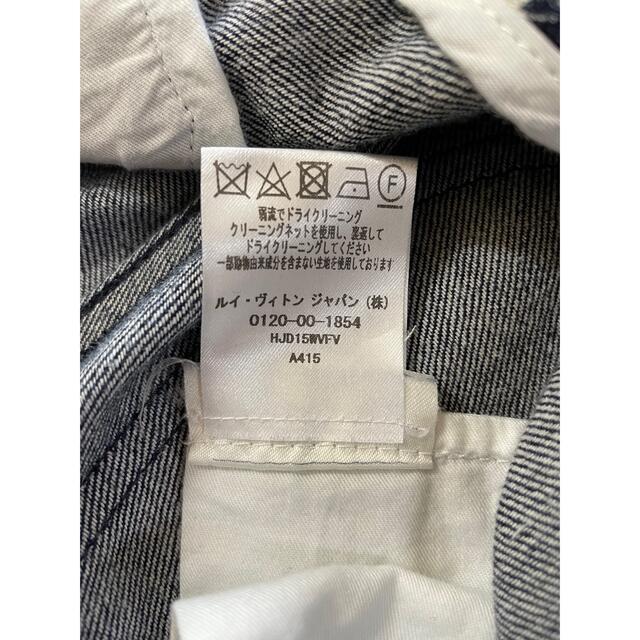 F
弱流でドライクリーニング
クリーニングネットを使用し、裏返して
ドライクリーニングしてください
一部動物由来成分を含まない生地を使用しております
ルイ・ヴィトン ジャパン (株)
0120-00-1854
HJD15WVFV
A415